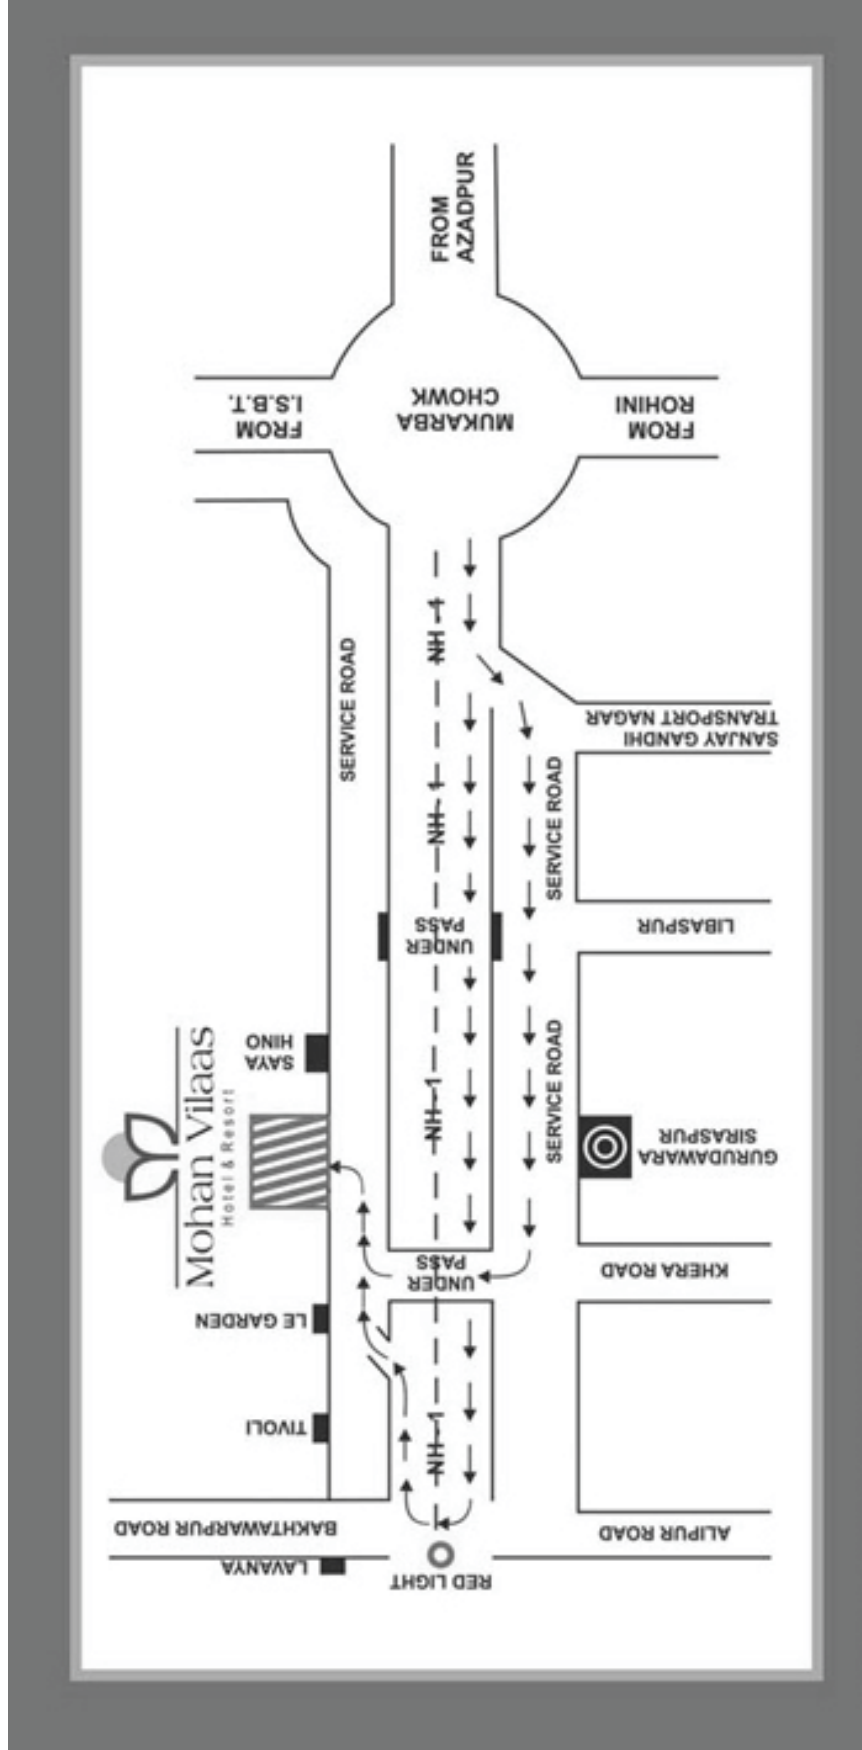 FROM
AZADPUR
FROM
I.S.B.T.
MUKARBA
CHOWK
FROM
ROHINI
NH -1
SERVICE ROAD
SANJAY GANDHI
TRANSPORT NAGAR
NH- 1
SERVICE ROAD
UNDER
PASS
LIBASPUR
SAYA
HINO
NH-1
SERVICE ROAD
Mohan Vilaas
Hotel & Resort
GURUDAWARA
SIRASPUR
UNDER
PASS
KHERA ROAD
LE GARDEN
TIVOLI
NH -1
BAKHTAWARPUR ROAD
ALIPUR ROAD
LAVANYA
RED LIGHT